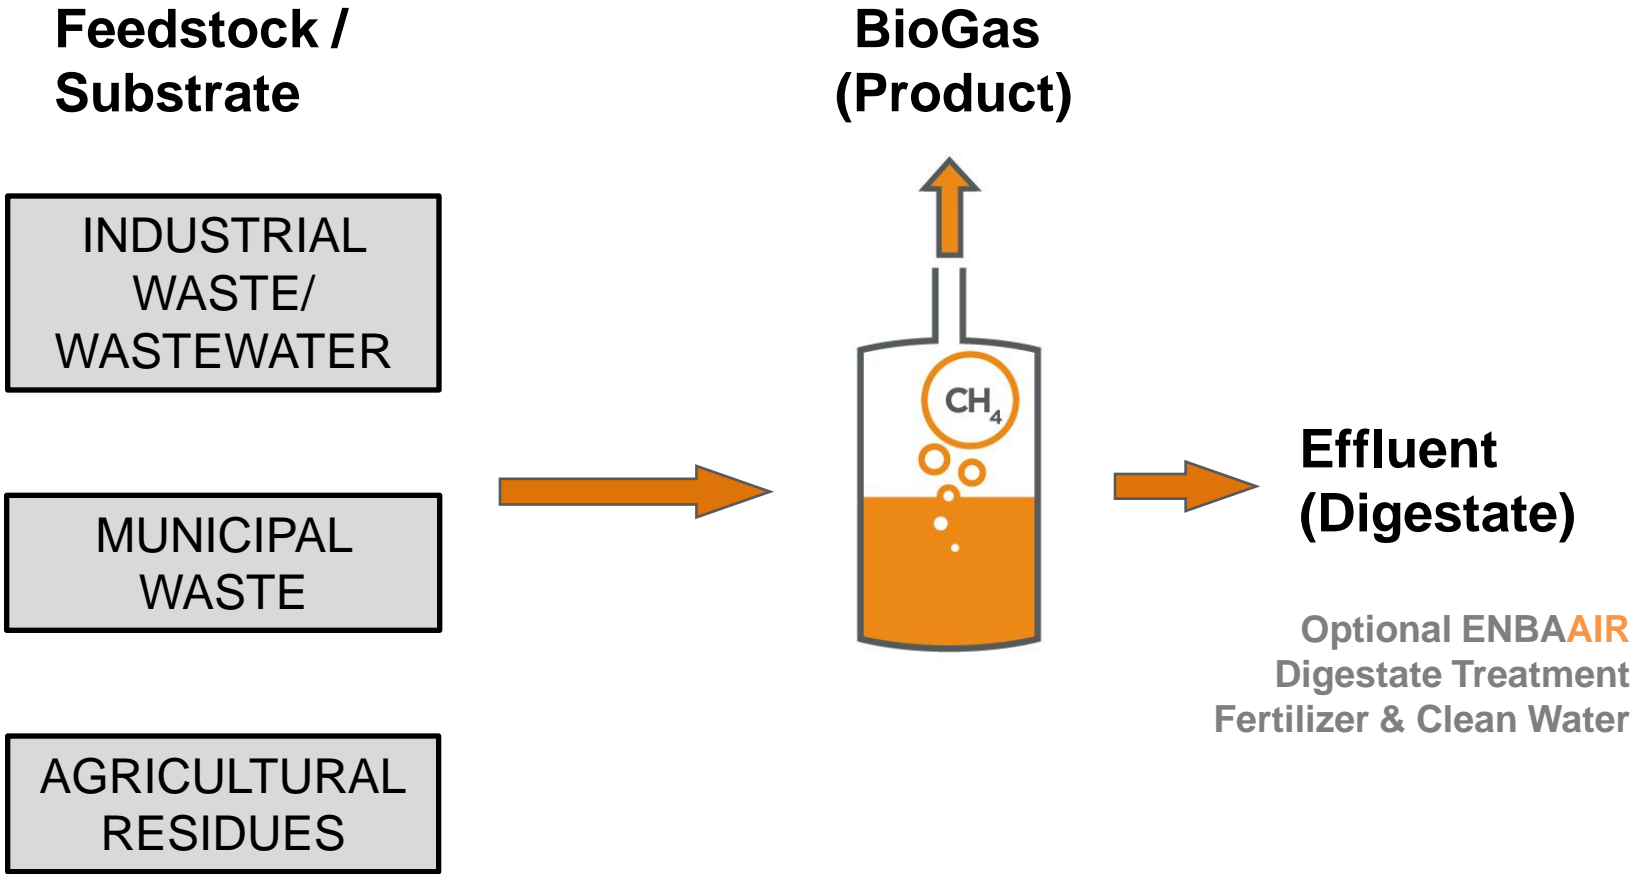 Feedstock /
Substrate
INDUSTRIAL
WASTE/
WASTEWATER
MUNICIPAL
WASTE
AGRICULTURAL
RESIDUES
BioGas
(Product)
CH4
Effluent
(Digestate)
Optional ENBAAIR
Digestate Treatment
Fertilizer & Clean Water